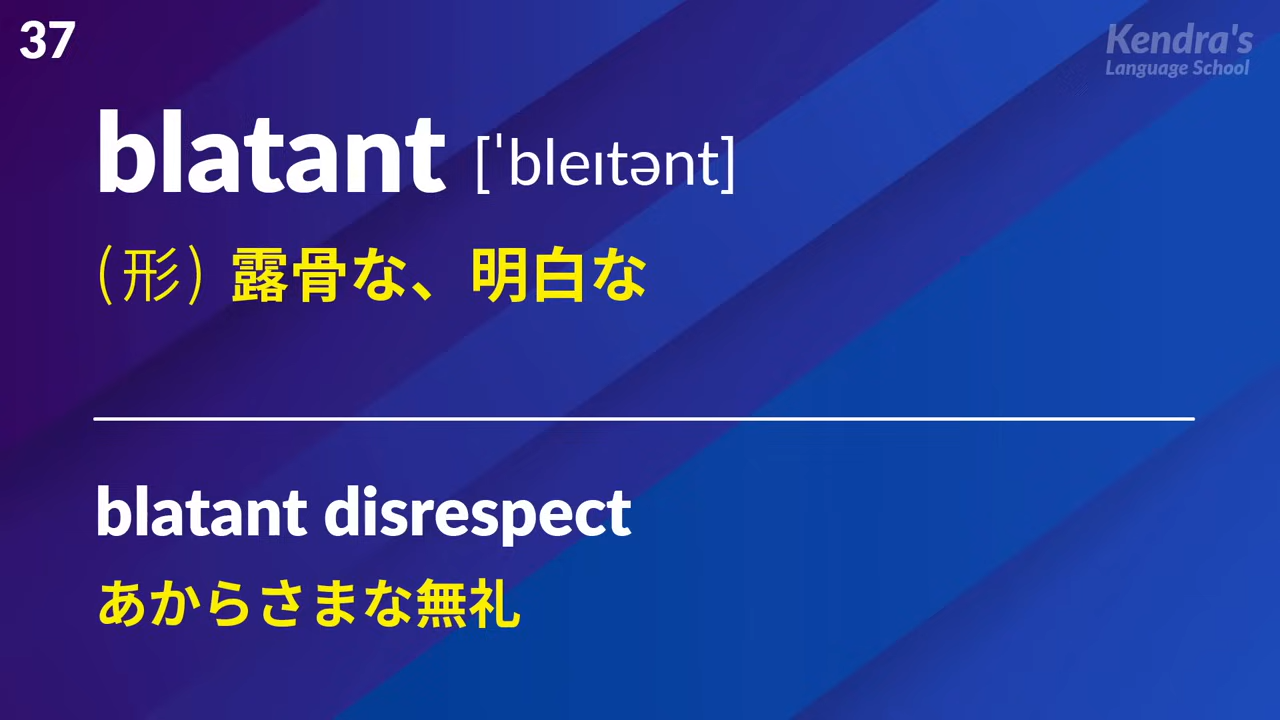 37
Kendra's
Language School
blatant [ˈbleɪtənt]
(形) 露骨な、明白な
blatant disrespect
あからさまな無礼